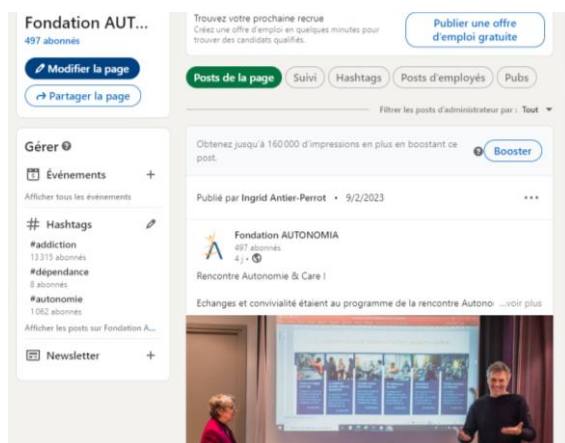 Fondation AUT...
497 abonnés
Modifier la page
Partager la page
Gérer
Événements
Afficher tous les événements
Hashtags
#addiction
13 315 abonnés
#dépendance
8 abonnés
#autonomie
1 062 abonnés
Afficher les posts sur Fondation A...
Newsletter
Trouvez votre prochaine recrue
Créez une offre d'emploi en quelques minutes pour
trouver des candidats qualifiés.
Publier une offre
d'emploi gratuite
Posts de la page
Suivi
Hashtags
Posts d'employés
Pubs
Filtrer les posts d'administrateur par : Tout
Obtenez jusqu'à 160 000 d'impressions en plus en boostant ce
post.
Booster
Publié par Ingrid Antier-Perrot • 9/2/2023
Fondation AUTONOMIA
497 abonnés
4 j •
Rencontre Autonomie & Care !
Echanges et convivialité étaient au programme de la rencontre Autono ...voir plus